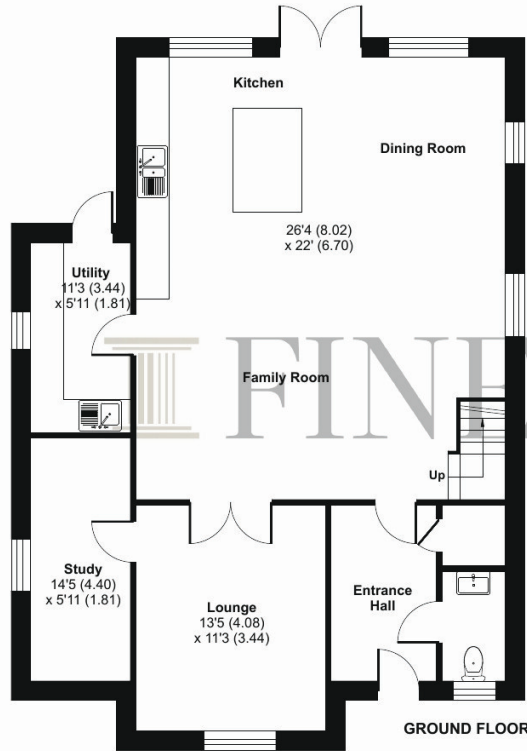 Kitchen
Dining Room
26'4 (8.02)
x 22' (6.70)
Utility
11'3 (3.44)
x 5'11 (1.81)
FINE
Family Room
Up
Study
14'5 (4.40)
x 5'11 (1.81)
Lounge
13'5 (4.08)
x 11'3 (3.44)
Entrance
Hall
GROUND FLOOR